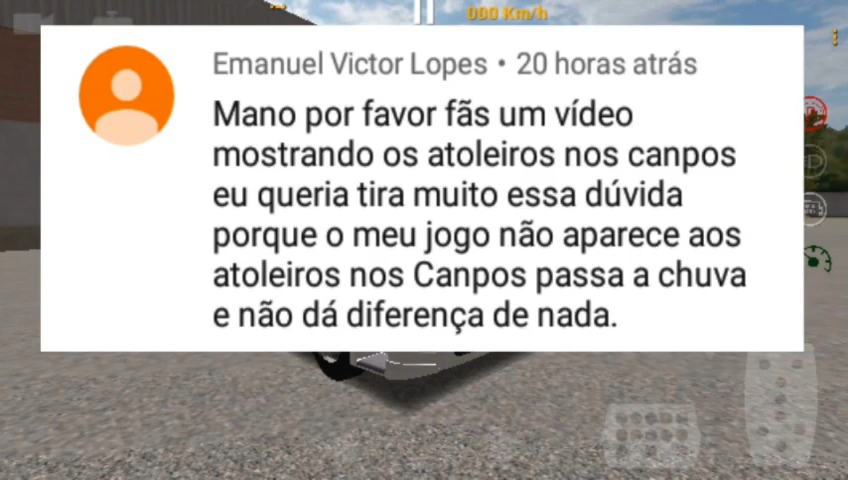 000 Km/h
Emanuel Victor Lopes • 20 horas atrás
Mano por favor fãs um vídeo
mostrando os atoleiros nos canpos
eu queria tira muito essa dúvida
porque o meu jogo não aparece aos
atoleiros nos Canpos passa a chuva
e não dá diferença de nada.